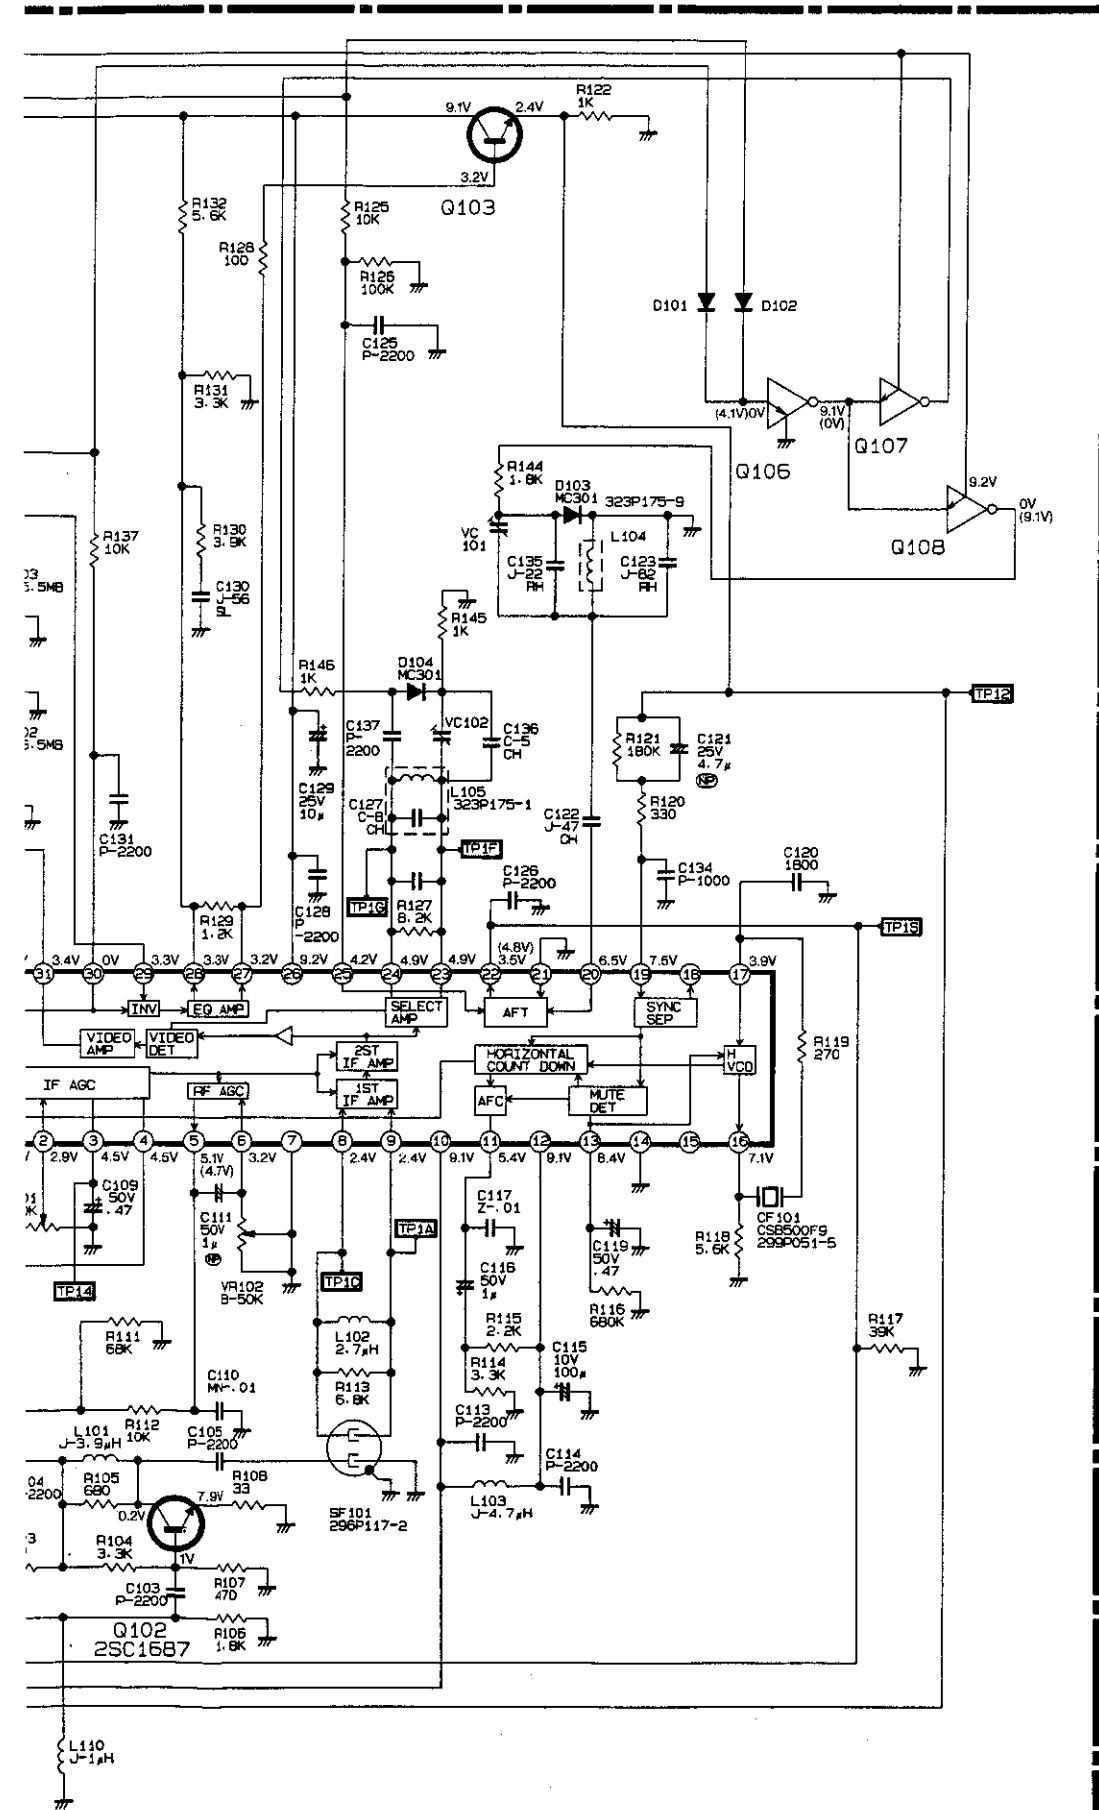 R122
1K
9.1V
2.4V
3.2V
Q103
R132
5.6K
R125
10K
R128
100
R126
100K
C125
P-2200
D101
D102
R131
3.3K
(4.1V)0V
9.1V
(0V)
Q106
Q107
R144
1.8K
D103
MC301
323P175-9
9.2V
0V
(9.1V)
Q108
VC
101
L104
C135
J-22
RH
C123
J-82
RH
R137
10K
R130
3.9K
C130
J-56
SL
03
5.5MB
R145
1K
R146
1K
D104
MC301
TP12
C137
P-
2200
VC102
C136
C-5
CH
R121
180K
C121
25V
4.7μ
NP
02
5.5MB
C129
25V
10μ
C127
C-8
CH
L105
323P175-1
C122
J-47
CH
R120
330
C131
P-2200
TP1F
C126
P-2200
C134
P-1000
C120
1800
C128
P
-2200
TP1G
R127
8.2K
R129
1.2K
TP1S
(4.8V)
3.4V 0V 3.3V 3.3V 3.2V 9.2V 4.2V 4.9V 4.9V 3.5V 6.5V 7.5V 3.9V
31 30 29 28 27 26 25 24 23 22 21 20 19 18 17
INV
EQ AMP
SELECT
AMP
AFT
SYNC
SEP
VIDEO
AMP
VIDEO
DET
2ST
IF AMP
HORIZONTAL
COUNT DOWN
H
VCO
R119
270
IF AGC
RF AGC
1ST
IF AMP
AFC
MUTE
DET
2 3 4 5 6 7 8 9 10 11 12 13 14 15 16
2.9V 4.5V 4.5V 5.1V 3.2V 2.4V 2.4V 9.1V 5.4V 9.1V 8.4V 7.1V
(4.7V)
C109
50V
.47
C111
50V
1μ
NP
VR102
B-50K
TP14
TP1A
TP1C
C117
Z-.01
C116
50V
1μ
C119
50V
.47
R118
5.6K
CF101
CSB500F9
299P051-5
R116
680K
R111
68K
L102
2.7μH
R115
2.2K
R117
39K
R113
6.8K
R114
3.3K
C115
10V
100μ
C110
MN-.01
R112
10K
C105
P-2200
C113
P-2200
L101
J-3.9μH
C114
P-2200
R105
680
R108
33
04
-2200
L103
J-4.7μH
SF101
296P117-2
0.2V
7.9V
R104
3.3K
1V
C103
P-2200
R107
470
Q102
2SC1687
R106
1.8K
L110
J-1μH